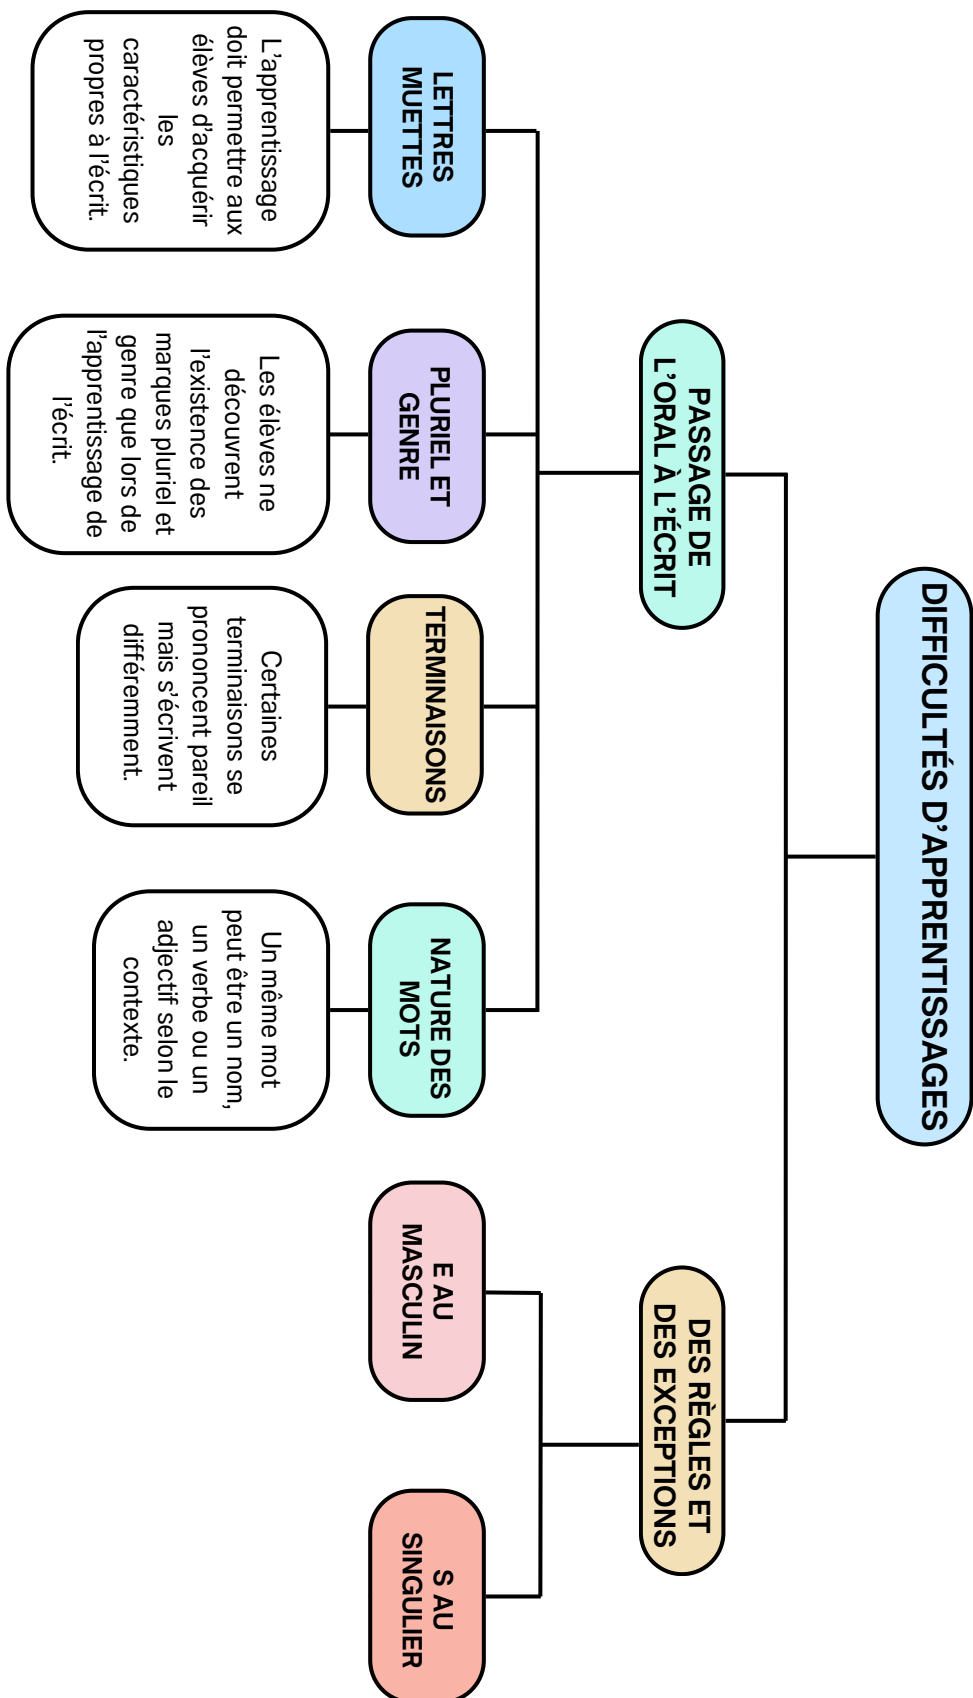 DIFFICULTÉS D'APPRENTISSAGES
PASSAGE DE
L'ORAL À L'ÉCRIT
DES RÈGLES ET
DES EXCEPTIONS
LETTRES
MUETTES
PLURIEL ET
GENRE
TERMINAISONS
NATURE DES
MOTS
E AU
MASCULIN
S AU
SINGULIER
L'apprentissage
doit permettre aux
élèves d'acquérir
les
caractéristiques
propres à l'écrit.
Les élèves ne
découvrent
l'existence des
marques pluriel et
genre que lors de
l'apprentissage de
l'écrit.
Certaines
terminaisons se
prononcent pareil
mais s'écrivent
différemment.
Un même mot
peut être un nom,
un verbe ou un
adjectif selon le
contexte.